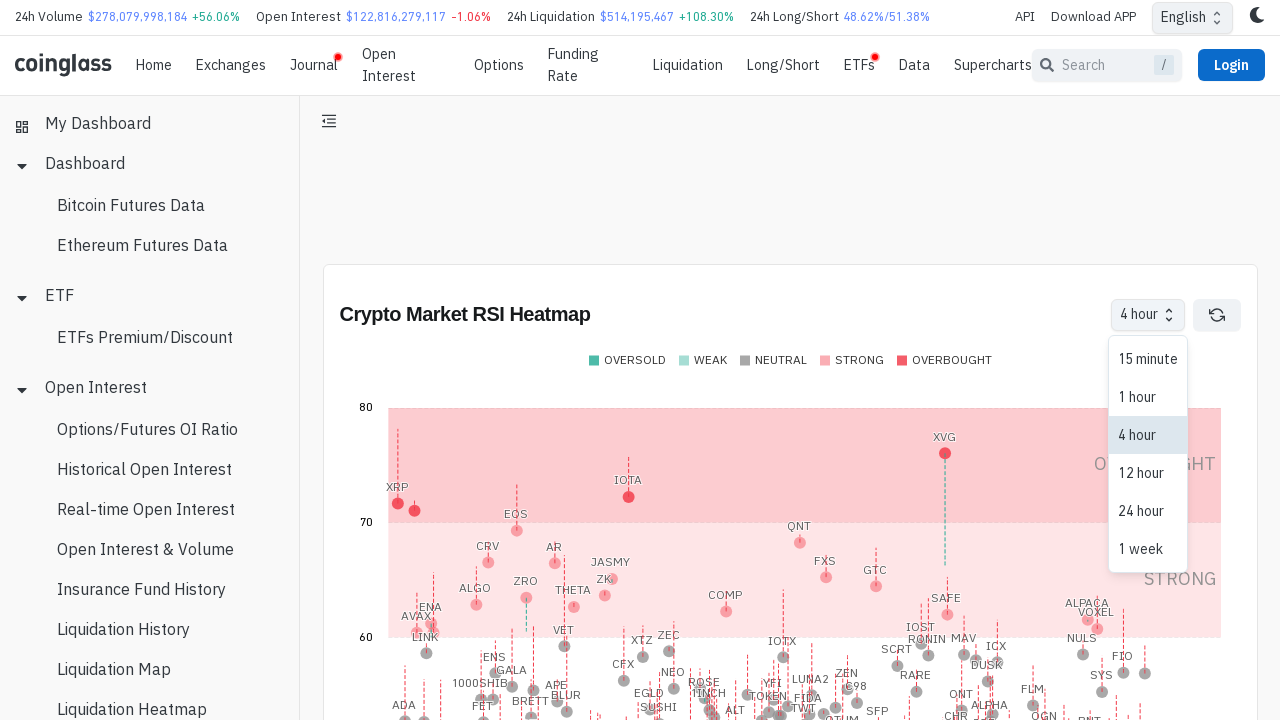 24h Volume $278,079,998,184 +56.06% Open Interest $122,816,279,117 -1.06% 24h Liquidation $514,195,467 +108.30% 24h Long/Short 48.62%/51.38% API Download APP English
coinglass Home Exchanges Journal Open Interest Options Funding Rate Liquidation Long/Short ETFs Data Supercharts Search / Login
My Dashboard
Dashboard
Bitcoin Futures Data
Ethereum Futures Data
ETF
ETFs Premium/Discount
Open Interest
Options/Futures OI Ratio
Historical Open Interest
Real-time Open Interest
Open Interest & Volume
Insurance Fund History
Liquidation History
Liquidation Map
Liquidation Heatmap
Crypto Market RSI Heatmap
4 hour
15 minute
1 hour
4 hour
12 hour
24 hour
1 week
OVERSOLD WEAK NEUTRAL STRONG OVERBOUGHT
80
XVG
IOTA
XRP
EOS
70
QNT
CRV
AR
JASMY
FXS
GTC
STRONG
ZRO
ZK
ALGO
THETA
COMP
SAFE
ALPACA
ENA
VOXEL
AVAX
LINK
60
VET
XTZ
ZEC
IOTX
IOST
RONIN
MAV
NULS
SCRT
ICX
FIO
ENS
CFX
DUSK
GALA
NEO
LUNA2
ZEN
RARE
SYS
1000SHIB
APE
ROSE
YFI
C98
FLM
BLUR
EGLD
1INCH
TOKEN
FIDA
ONT
ADA
FET
BRETT
SUSHI
ALT
TWT
SFP
ALPHA
CHR
OGN